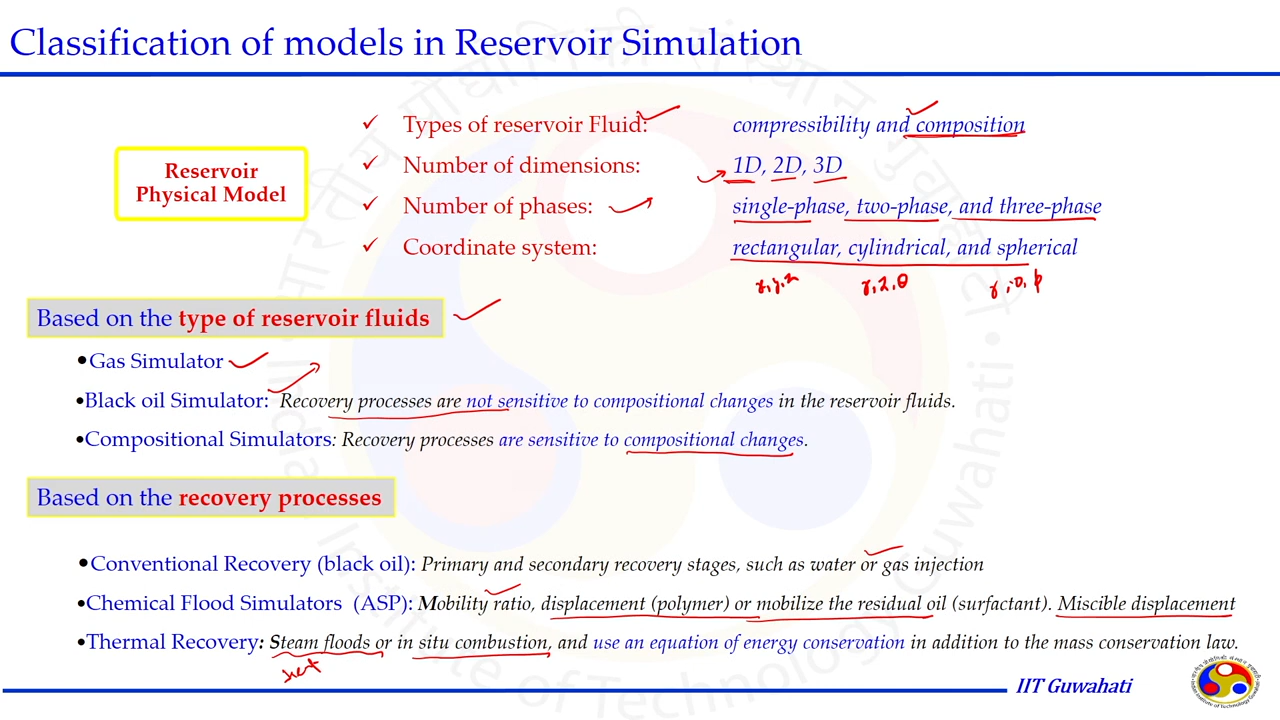 Classification of models in Reservoir Simulation
Reservoir
Physical Model
✓ Types of reservoir Fluid: compressibility and composition
✓ Number of dimensions: 1D, 2D, 3D
✓ Number of phases: single-phase, two-phase, and three-phase
✓ Coordinate system: rectangular, cylindrical, and spherical
x, y, z r, z, θ r, θ, φ
Based on the type of reservoir fluids
•Gas Simulator
•Black oil Simulator: Recovery processes are not sensitive to compositional changes in the reservoir fluids.
•Compositional Simulators: Recovery processes are sensitive to compositional changes.
Based on the recovery processes
•Conventional Recovery (black oil): Primary and secondary recovery stages, such as water or gas injection
•Chemical Flood Simulators (ASP): Mobility ratio, displacement (polymer) or mobilize the residual oil (surfactant). Miscible displacement
•Thermal Recovery: Steam floods or in situ combustion, and use an equation of energy conservation in addition to the mass conservation law.
IIT Guwahati